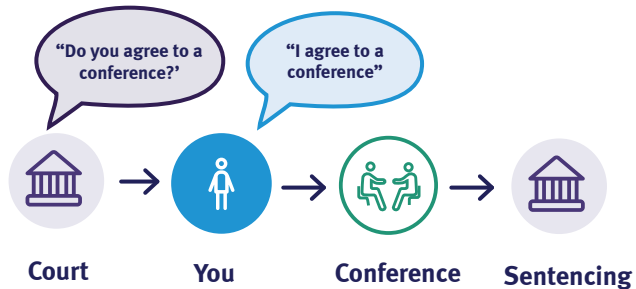 “Do you agree to a
conference?’
“I agree to a
conference”
Court
You
Conference
Sentencing